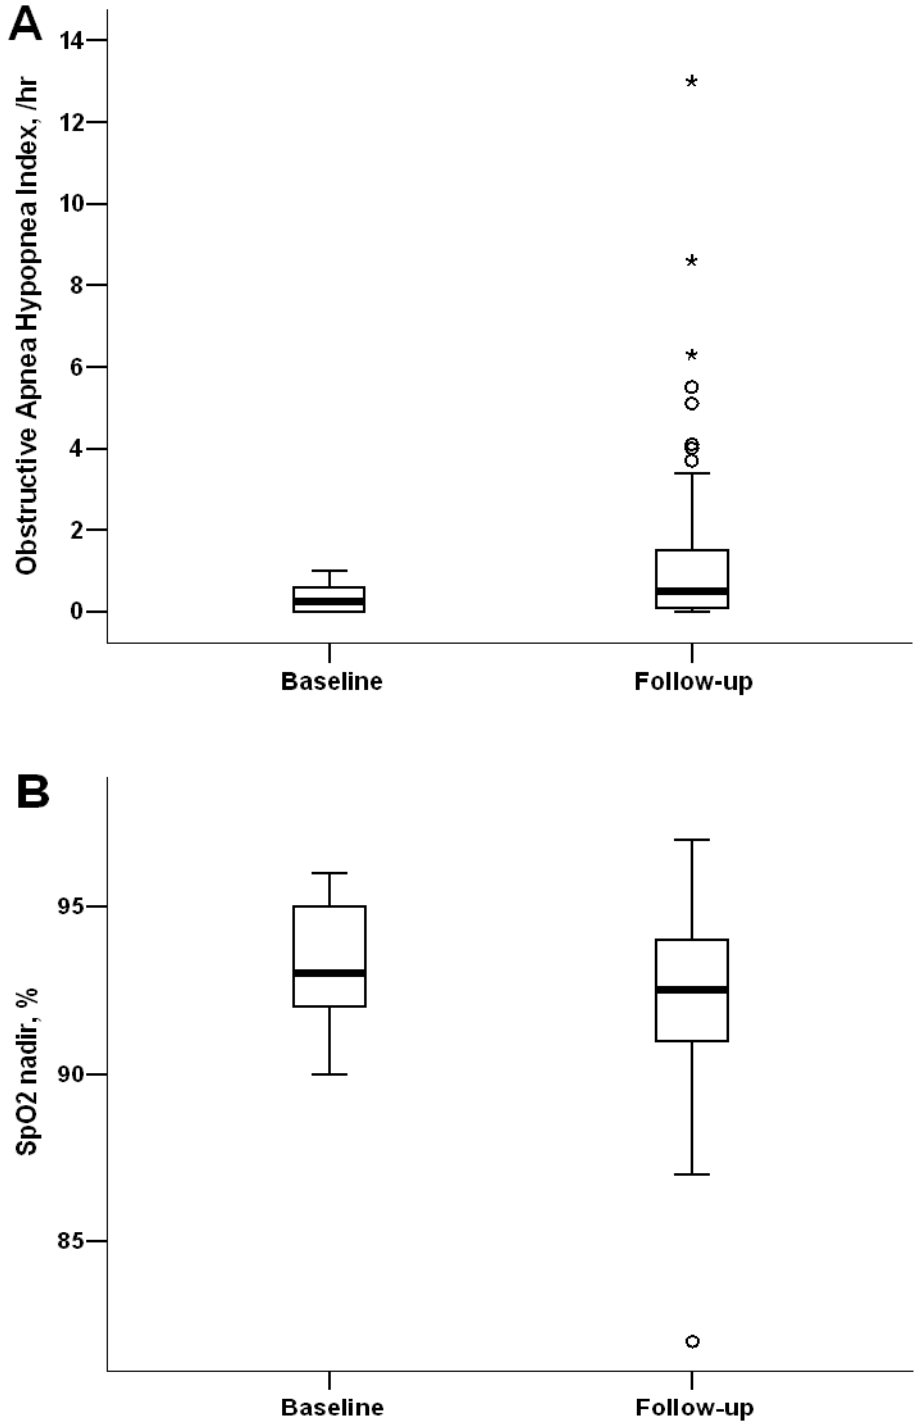 A
Obstructive Apnea Hypopnea Index, /hr
14
12
10
8
6
4
2
0
Baseline Follow-up
B
SpO2 nadir, %
95
90
85
Baseline Follow-up